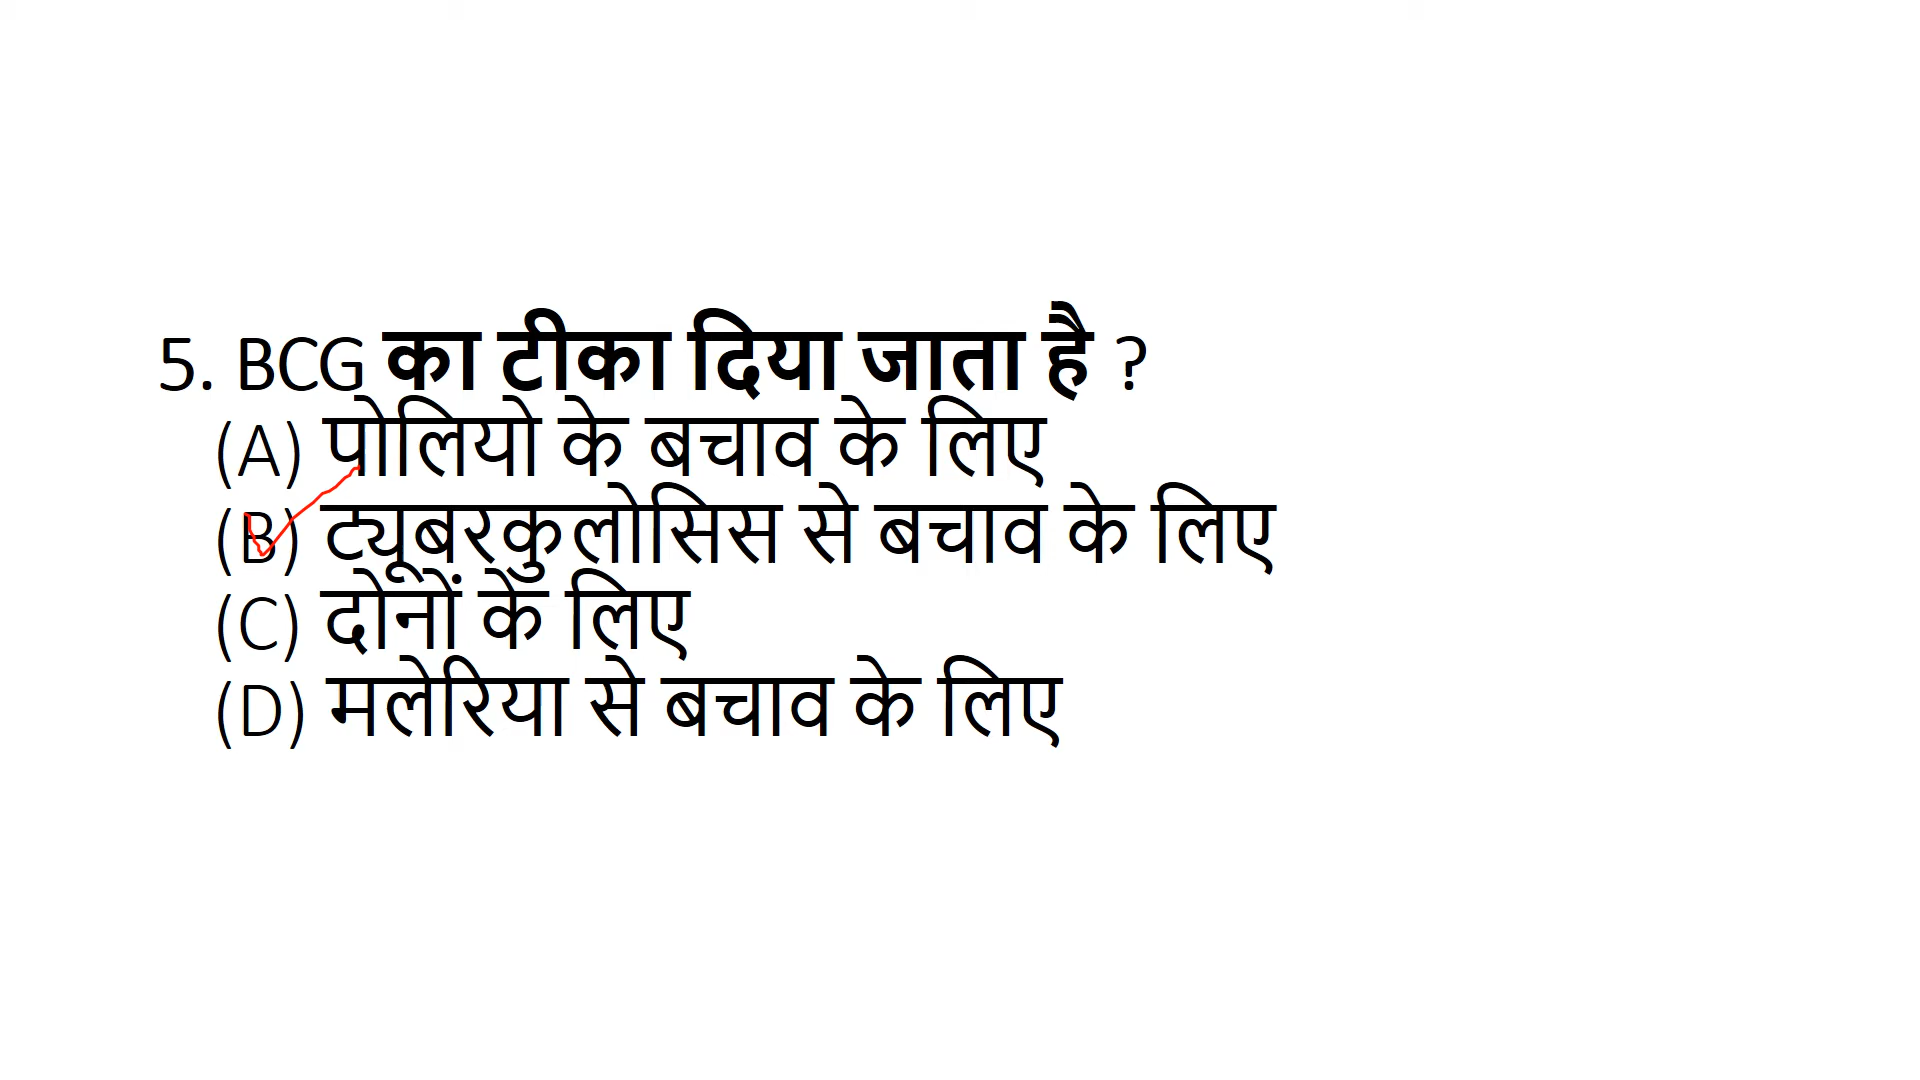 5. BCG का टीका दिया जाता है ?
(A) पोलियो के बचाव के लिए
(B) ट्यूबरकुलोसिस से बचाव के लिए
(C) दोनों के लिए
(D) मलेरिया से बचाव के लिए